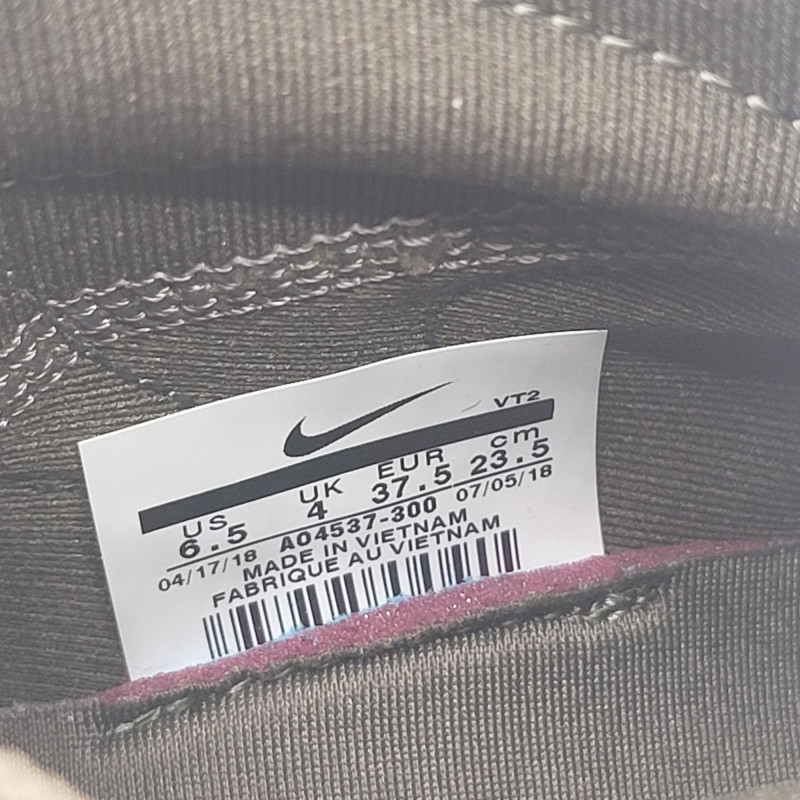 VT2
US UK EUR cm
6.5 4 37.5 23.5
04/17/18 AO4537-300 07/05/18
MADE IN VIETNAM
FABRIQUE AU VIETNAM